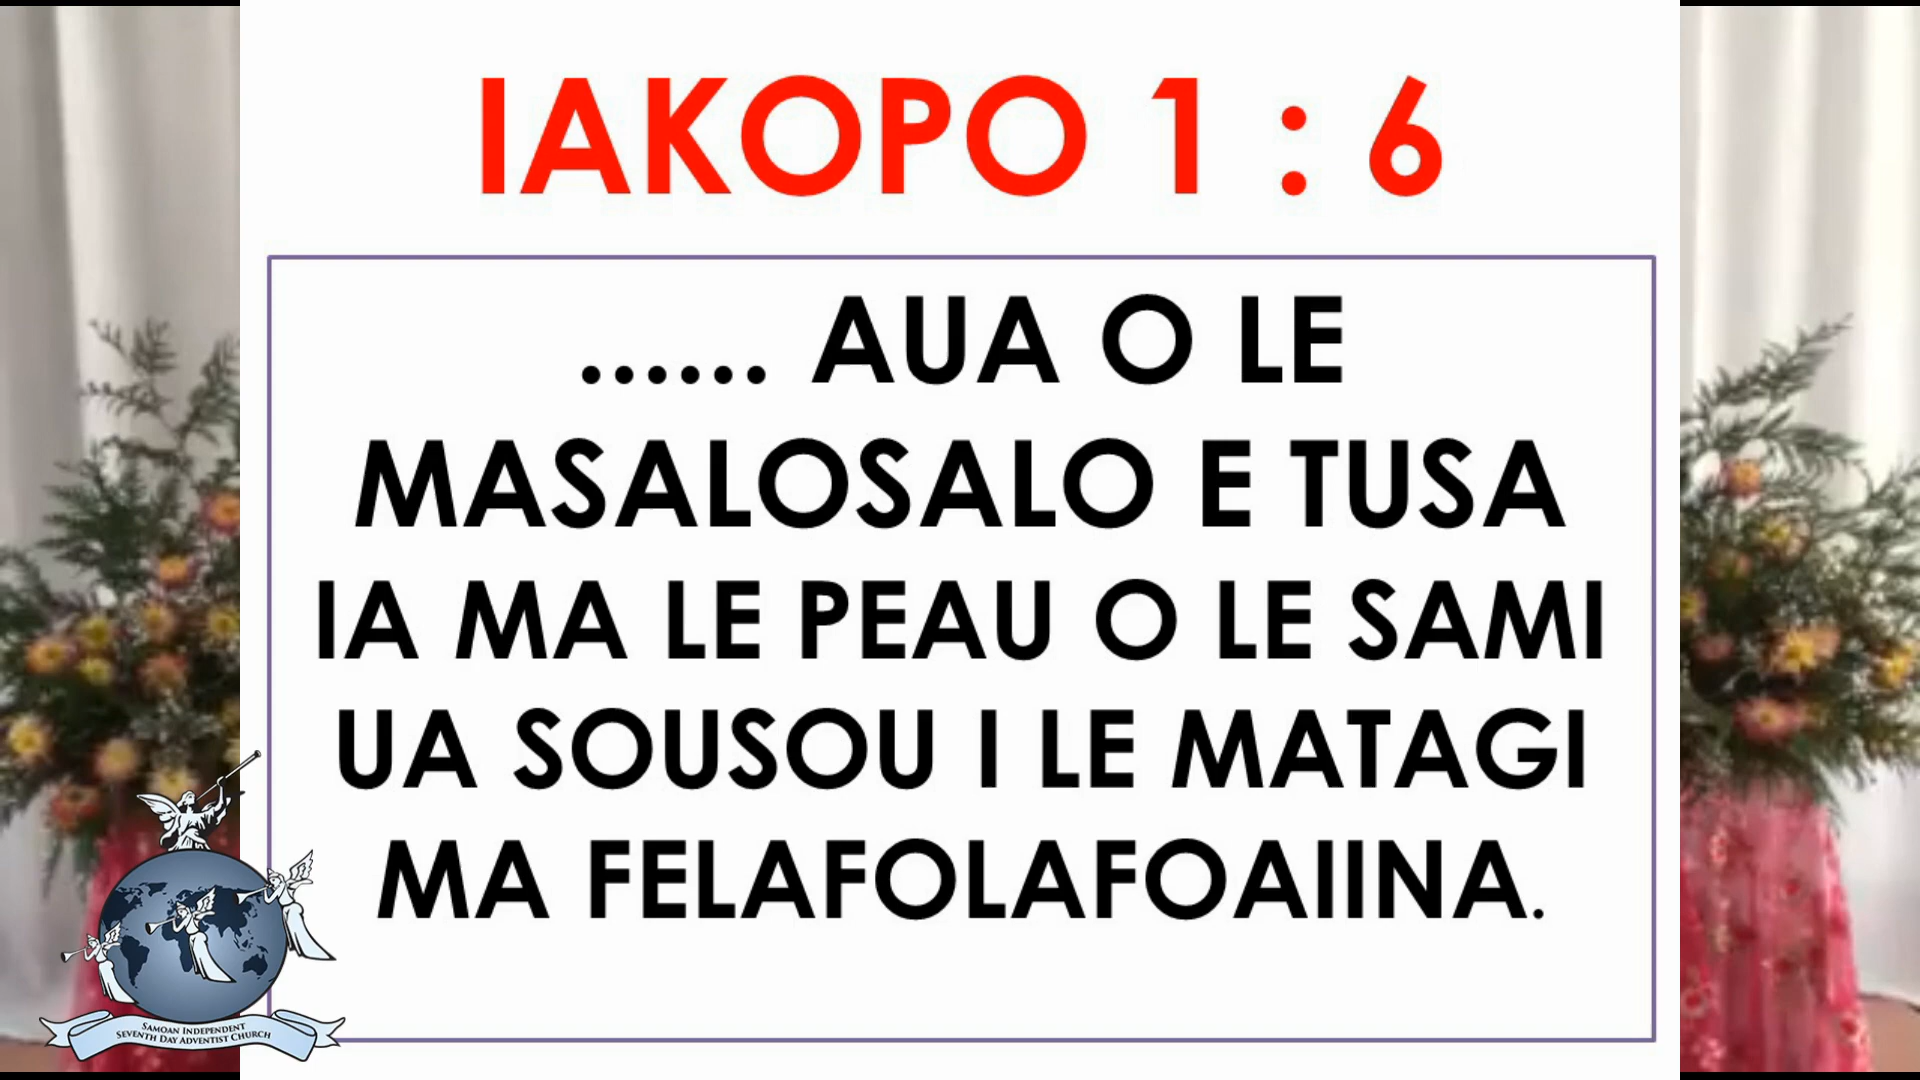 IAKOPO 1 : 6
...... AUA O LE
MASALOSALO E TUSA
IA MA LE PEAU O LE SAMI
UA SOUSOU I LE MATAGI
MA FELAFOLAFOAIINA.
SAMOAN INDEPENDENT
SEVENTH DAY ADVENTIST CHURCH